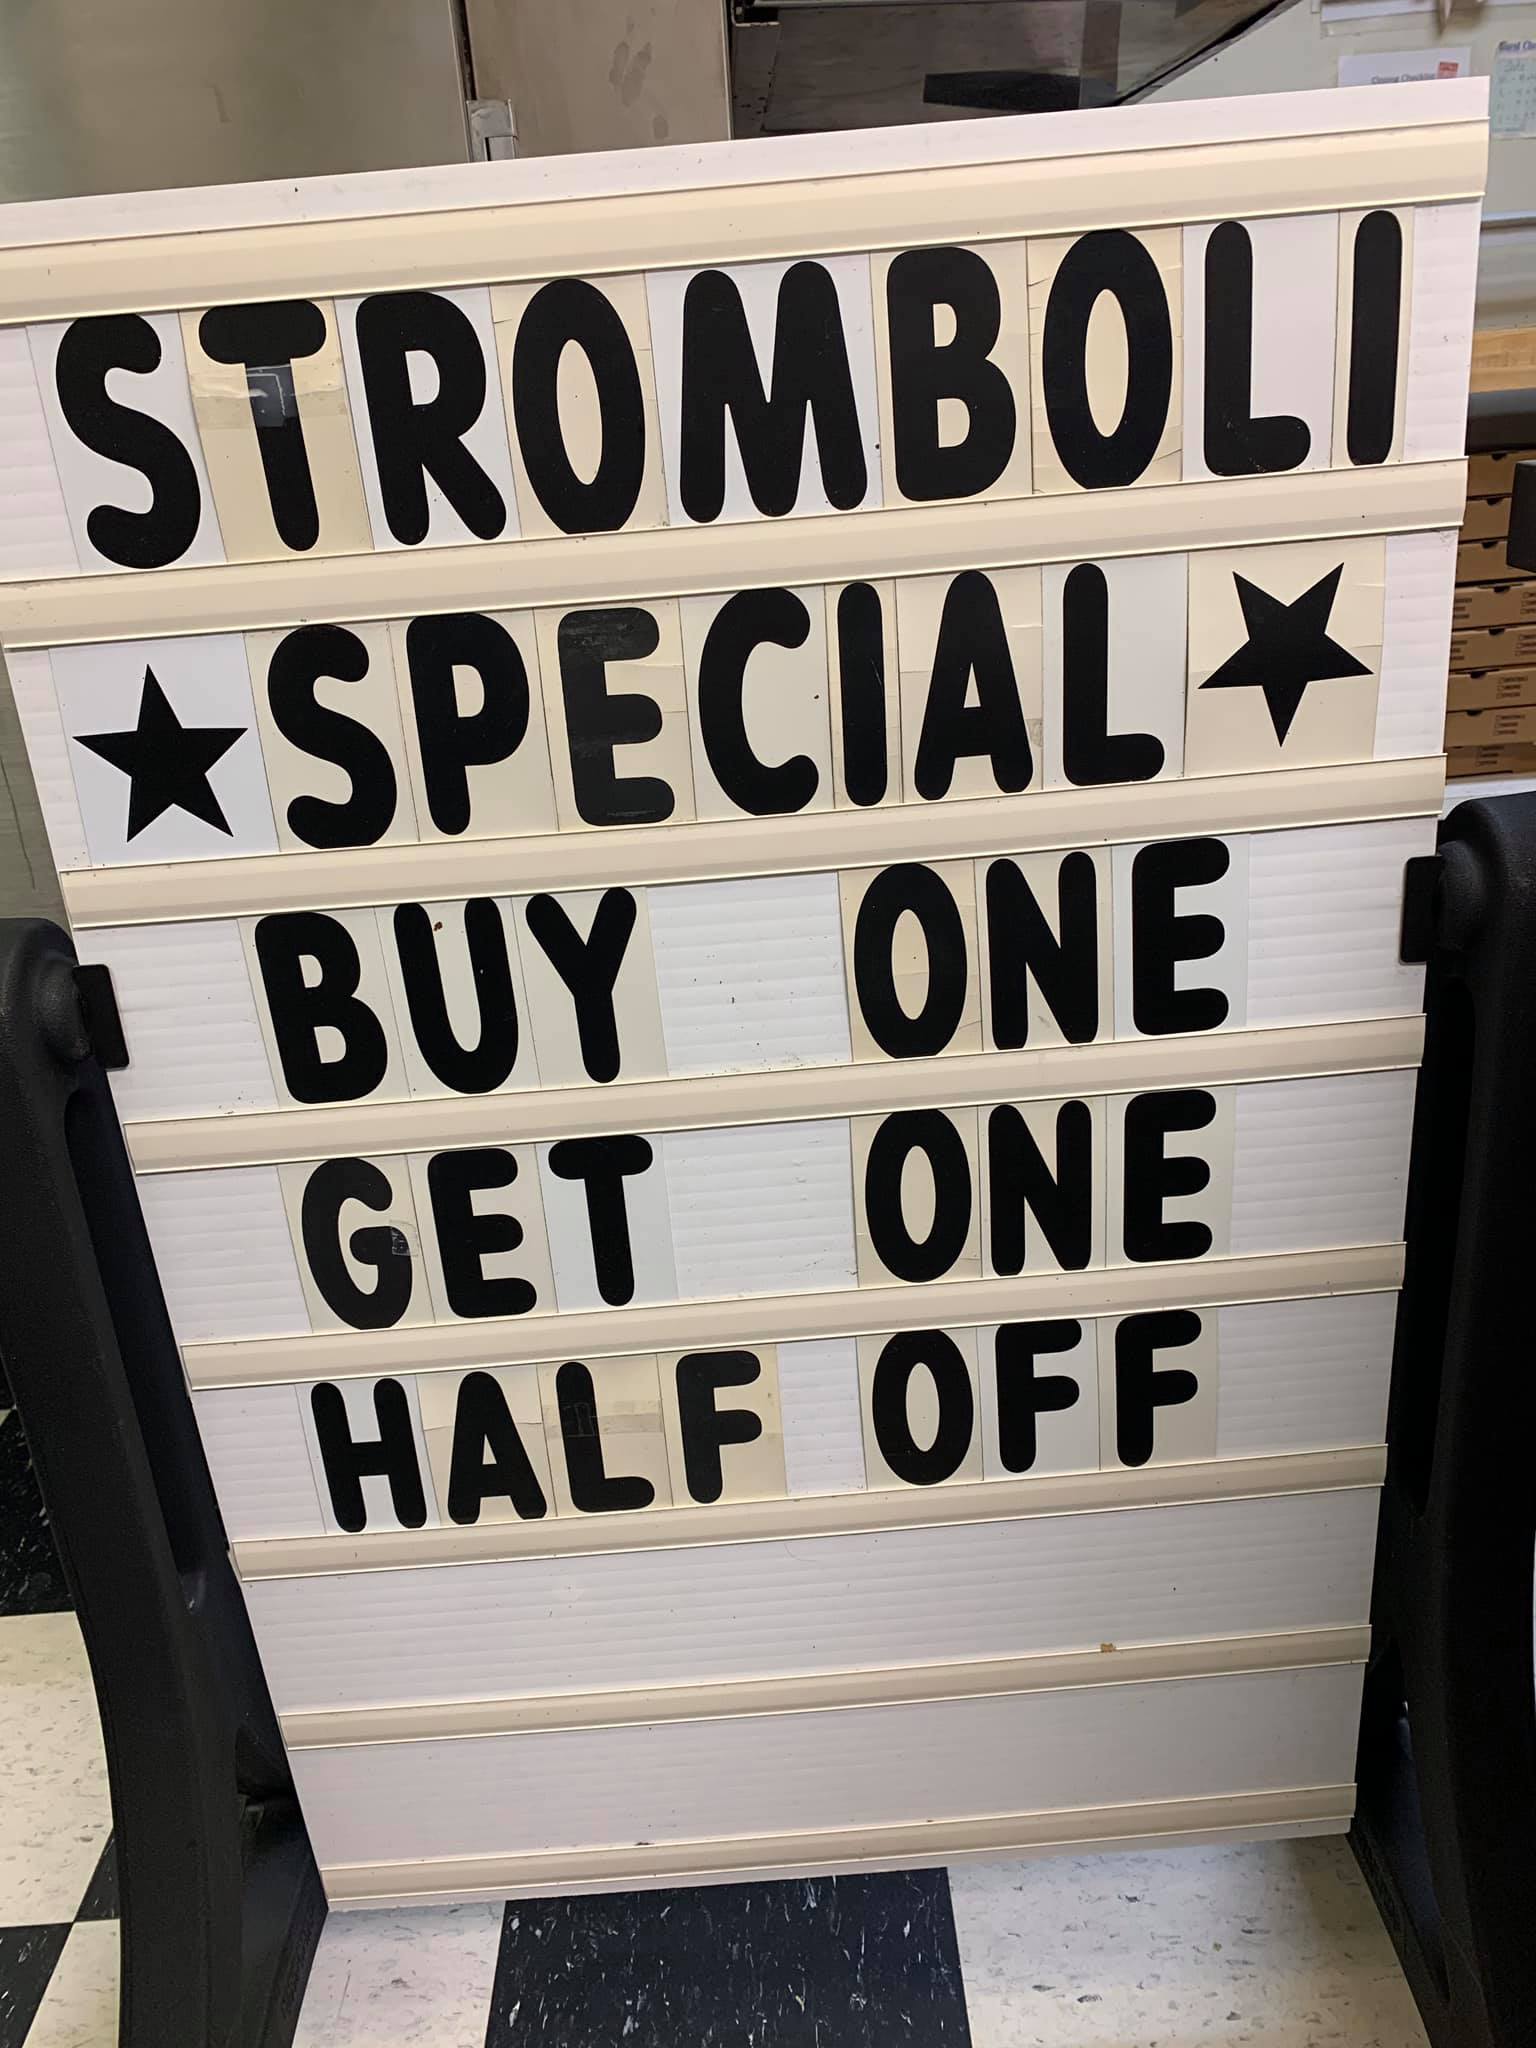 STROMBOLI
★ SPECIAL ★
BUY ONE
GET ONE
HALF OFF